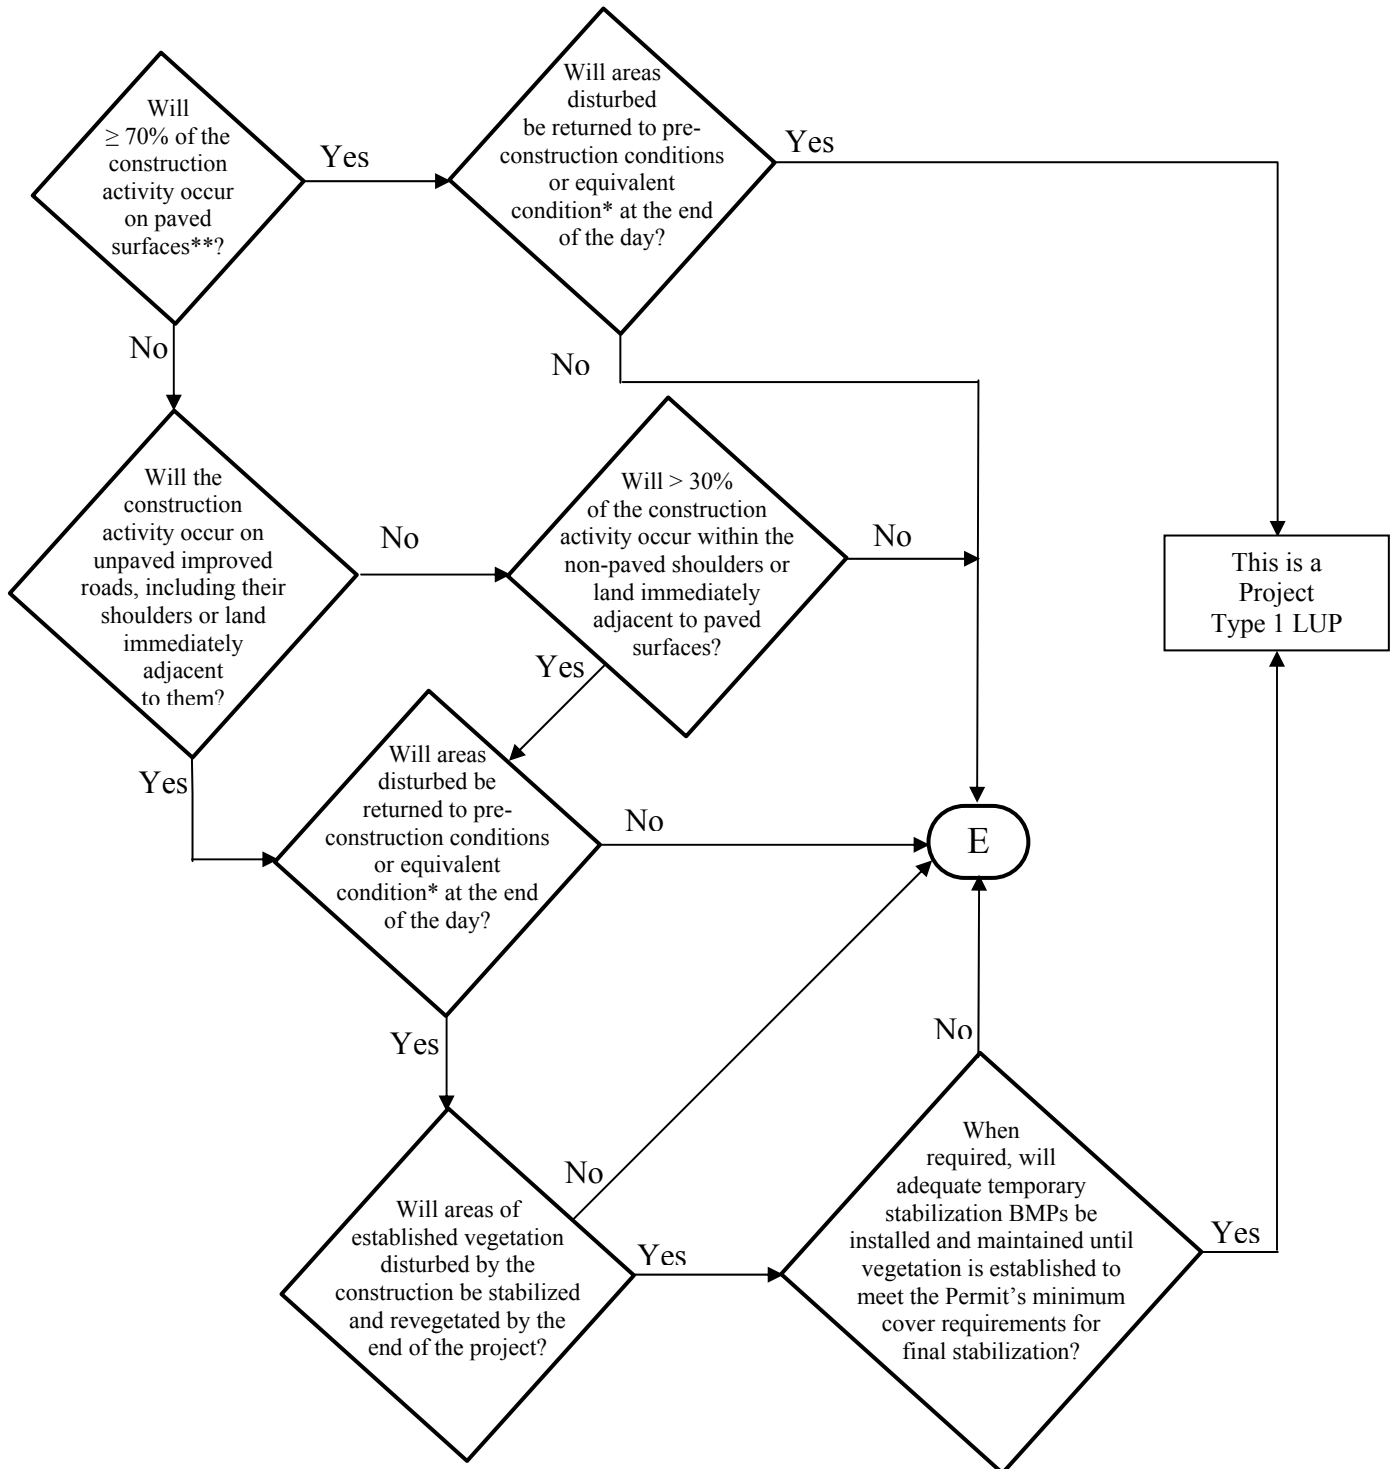 Will
≥ 70% of the
construction
activity occur
on paved
surfaces**?
Yes
Will areas
disturbed
be returned to pre-
construction conditions
or equivalent
condition* at the end
of the day?
Yes
No
No
Will the
construction
activity occur on
unpaved improved
roads, including their
shoulders or land
immediately
adjacent
to them?
No
Will > 30%
of the construction
activity occur within the
non-paved shoulders or
land immediately
adjacent to paved
surfaces?
No
This is a
Project
Type 1 LUP
Yes
Yes
Will areas
disturbed be
returned to pre-
construction conditions
or equivalent
condition* at the end
of the day?
No
E
Yes
No
No
Will areas of
established vegetation
disturbed by the
construction be stabilized
and revegetated by the
end of the project?
Yes
When
required, will
adequate temporary
stabilization BMPs be
installed and maintained until
vegetation is established to
meet the Permit's minimum
cover requirements for
final stabilization?
Yes